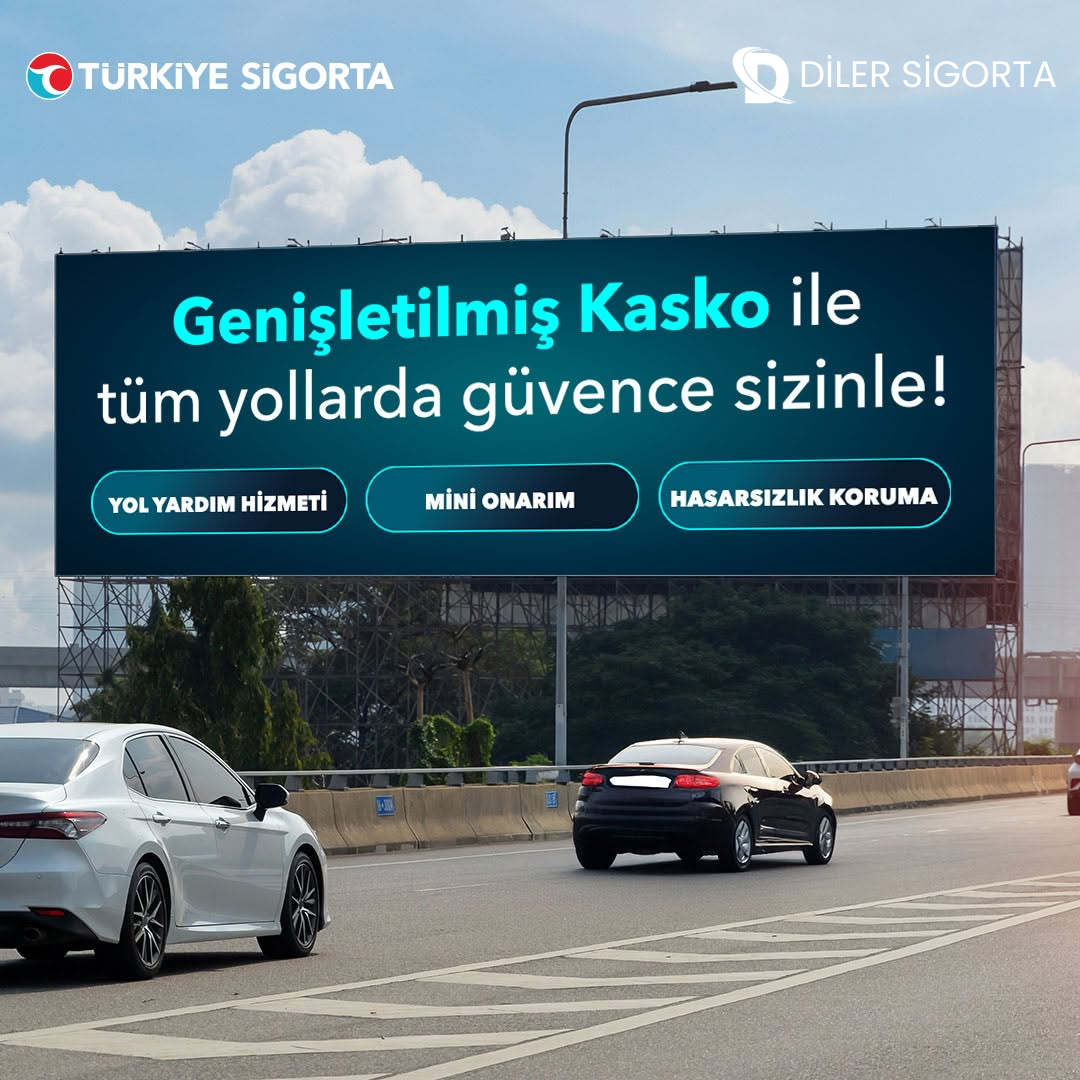 TÜRKİYE SİGORTA
DİLER SİGORTA
Genişletilmiş Kasko ile
tüm yollarda güvence sizinle!
YOL YARDIM HİZMETİ
MİNİ ONARIM
HASARSIZLIK KORUMA